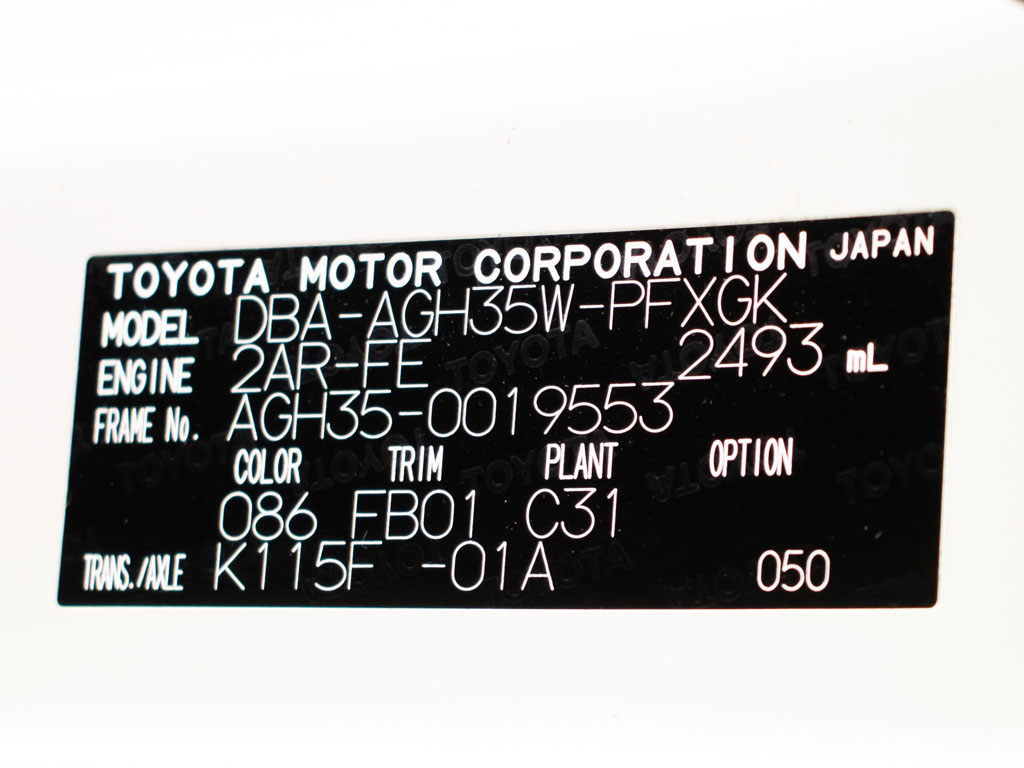 TOYOTA MOTOR CORPORATION JAPAN
MODEL DBA-AGH35W-PFXGK
ENGINE 2AR-FE 2493 mL
FRAME No. AGH35-0019553
COLOR TRIM PLANT OPTION
086 FB01 C31
TRANS./AXLE K115F -01A 050